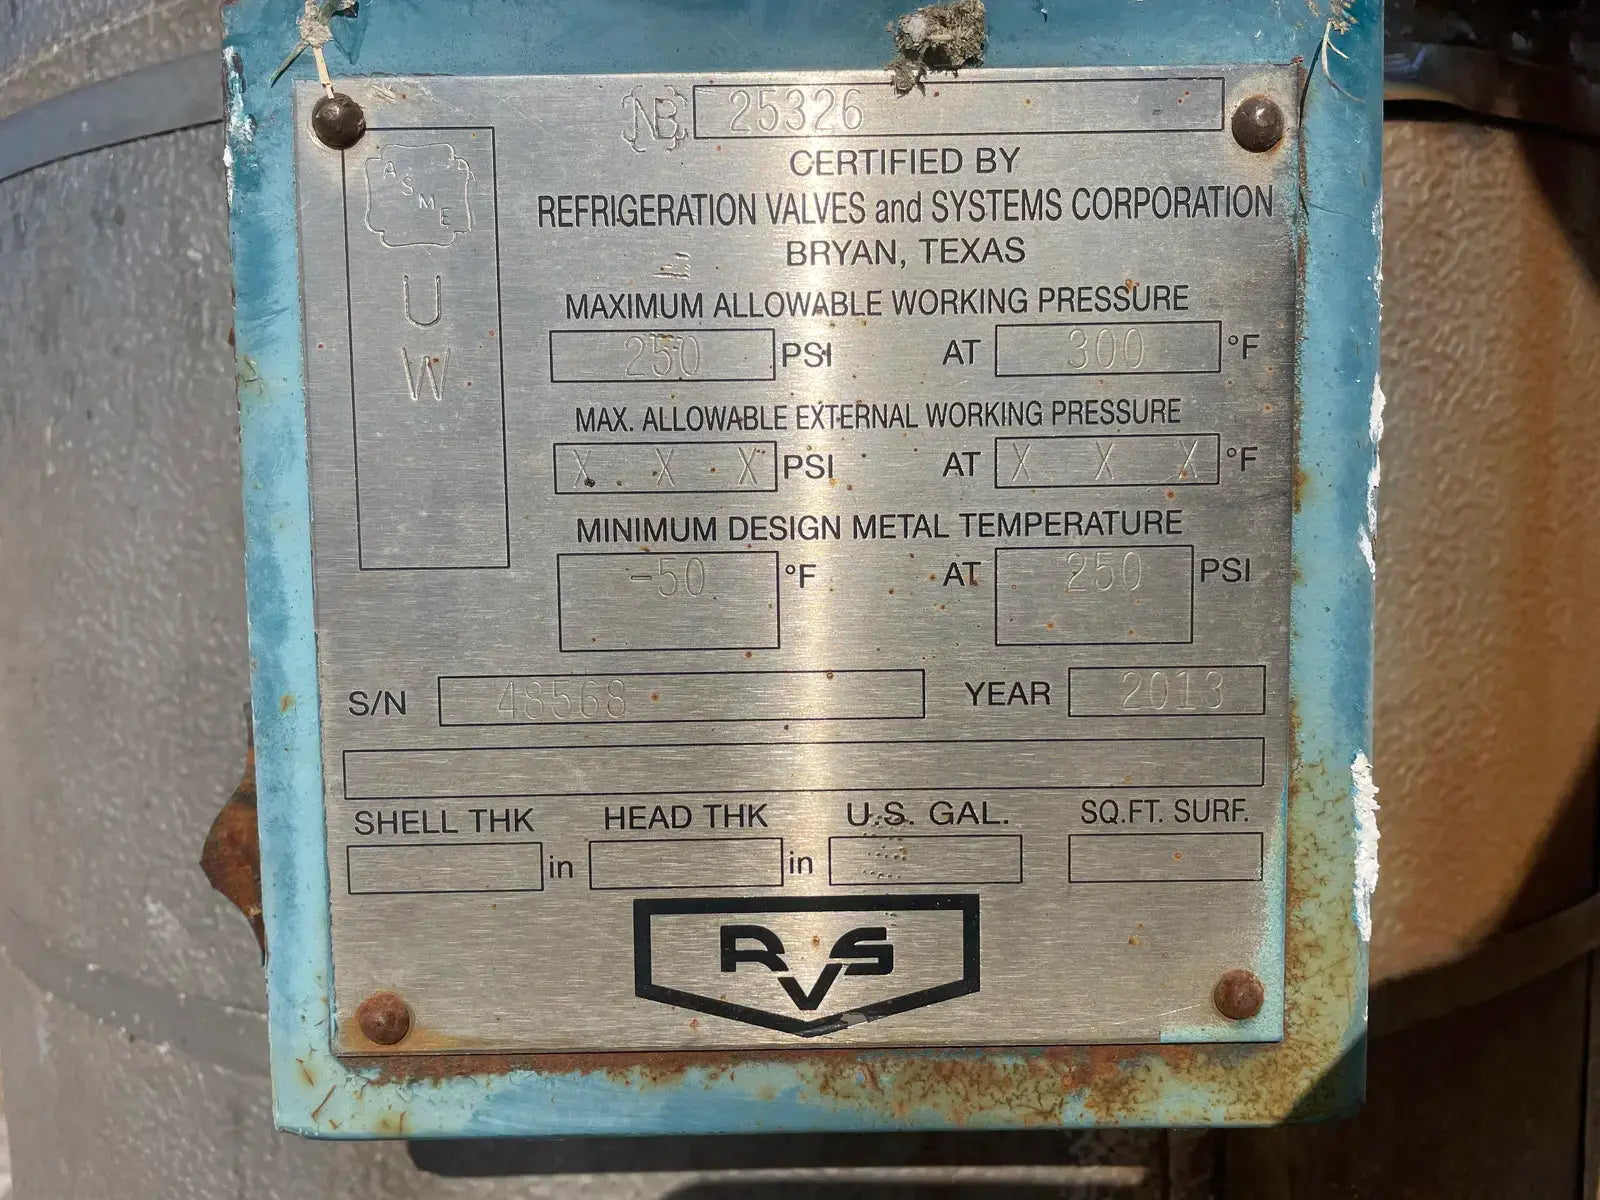 NB 25326
CERTIFIED BY
REFRIGERATION VALVES and SYSTEMS CORPORATION
BRYAN, TEXAS
ASME
U
W
MAXIMUM ALLOWABLE WORKING PRESSURE
250 PSI AT 300 °F
MAX. ALLOWABLE EXTERNAL WORKING PRESSURE
X X X PSI AT X X X °F
MINIMUM DESIGN METAL TEMPERATURE
-50 °F AT 250 PSI
S/N 48568 YEAR 2013
SHELL THK HEAD THK U.S. GAL. SQ.FT. SURF.
in in
RVS